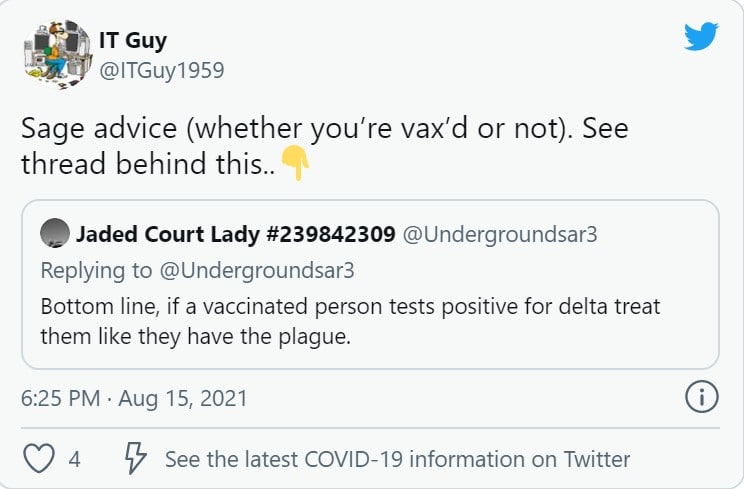 IT Guy
@ITGuy1959
Sage advice (whether you’re vax’d or not). See
thread behind this.. 👇
Jaded Court Lady #239842309 @Undergroundsar3
Replying to @Undergroundsar3
Bottom line, if a vaccinated person tests positive for delta treat
them like they have the plague.
6:25 PM · Aug 15, 2021
4 See the latest COVID-19 information on Twitter